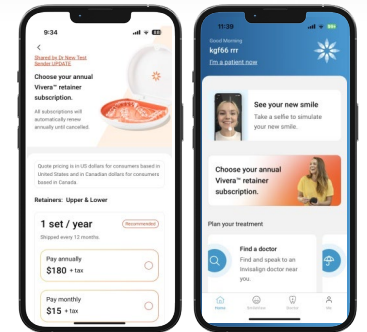 9:34
Shared by Dr New Test
Sender UPDATE
Choose your annual
Vivera™ retainer
subscription.
All subscriptions will
automatically renew
annually until cancelled.
Quote pricing is in US dollars for consumers based in
United States and in Canadian dollars for consumers
based in Canada.
Retainers: Upper & Lower
1 set / year
Recommended
Shipped every 12 months
Pay annually
$180 + tax
Pay monthly
$15 + tax
11:39
Good Morning
kgf66 rrr
I'm a patient now
See your new smile
Take a selfie to simulate
your new smile.
Choose your annual
Vivera™ retainer
subscription.
Plan your treatment
Find a doctor
Find and speak to an
Invisalign doctor near
you.
Home
Me